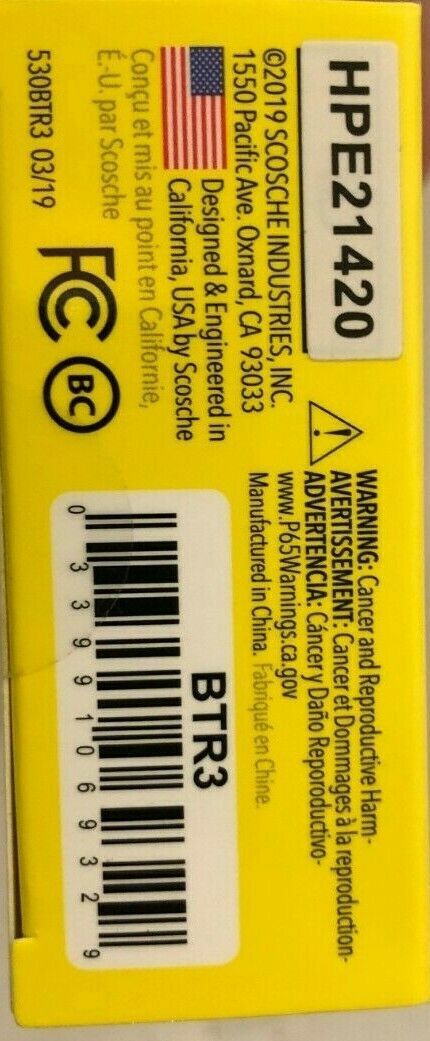 HPE21420
©2019 SCOSCHE INDUSTRIES, INC.
1550 Pacific Ave. Oxnard, CA 93033
Designed & Engineered in
California, USA by Scosche
Conçu et mis au point en Californie,
É.-U. par Scosche
530BTR3 03/19
FC
BC
WARNING: Cancer and Reproductive Harm-
AVERTISSEMENT: Cancer et Dommages à la reproduction-
ADVERTENCIA: Cáncer y Daño Reporoductivo-
www.P65Warnings.ca.gov
Manufactured in China. Fabriqué en Chine.
BTR3
0 33991 06932 9